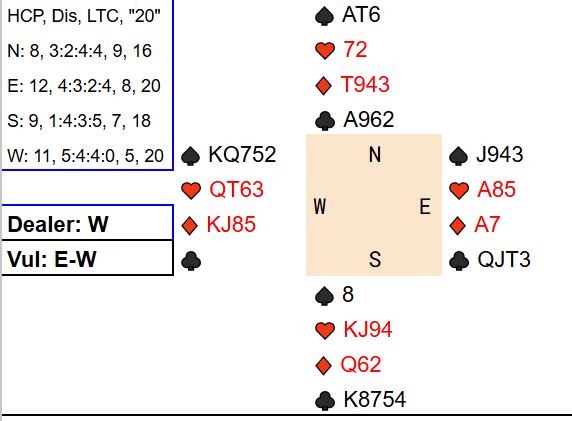 HCP, Dis, LTC, "20"
N: 8, 3:2:4:4, 9, 16
E: 12, 4:3:2:4, 8, 20
S: 9, 1:4:3:5, 7, 18
W: 11, 5:4:4:0, 5, 20
Dealer: W
Vul: E-W
♠ AT6
♥ 72
♦ T943
♣ A962
♠ KQ752
♥ QT63
♦ KJ85
♣
N
W E
S
♠ J943
♥ A85
♦ A7
♣ QJT3
♠ 8
♥ KJ94
♦ Q62
♣ K8754